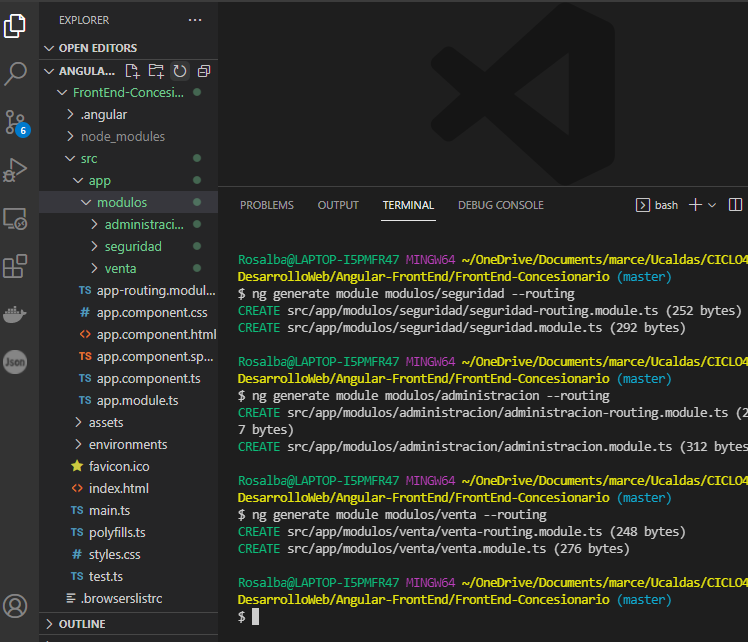 EXPLORER
OPEN EDITORS
ANGULA...
FrontEnd-Concesi...
.angular
node_modules
src
app
modulos
administraci...
seguridad
venta
TS app-routing.modul...
# app.component.css
<> app.component.html
TS app.component.sp...
TS app.component.ts
TS app.module.ts
assets
environments
favicon.ico
<> index.html
TS main.ts
TS polyfills.ts
# styles.css
TS test.ts
.browserslistrc
OUTLINE
6
Json
PROBLEMS OUTPUT TERMINAL DEBUG CONSOLE bash
Rosalba@LAPTOP-I5PMFR47 MINGW64 ~/OneDrive/Documents/marce/Ucaldas/CICLO4
DesarrolloWeb/Angular-FrontEnd/FrontEnd-Concesionario (master)
$ ng generate module modulos/seguridad --routing
CREATE src/app/modulos/seguridad/seguridad-routing.module.ts (252 bytes)
CREATE src/app/modulos/seguridad/seguridad.module.ts (292 bytes)
Rosalba@LAPTOP-I5PMFR47 MINGW64 ~/OneDrive/Documents/marce/Ucaldas/CICLO4
DesarrolloWeb/Angular-FrontEnd/FrontEnd-Concesionario (master)
$ ng generate module modulos/administracion --routing
CREATE src/app/modulos/administracion/administracion-routing.module.ts (2
7 bytes)
CREATE src/app/modulos/administracion/administracion.module.ts (312 bytes
Rosalba@LAPTOP-I5PMFR47 MINGW64 ~/OneDrive/Documents/marce/Ucaldas/CICLO4
DesarrolloWeb/Angular-FrontEnd/FrontEnd-Concesionario (master)
$ ng generate module modulos/venta --routing
CREATE src/app/modulos/venta/venta-routing.module.ts (248 bytes)
CREATE src/app/modulos/venta/venta.module.ts (276 bytes)
Rosalba@LAPTOP-I5PMFR47 MINGW64 ~/OneDrive/Documents/marce/Ucaldas/CICLO4
DesarrolloWeb/Angular-FrontEnd/FrontEnd-Concesionario (master)
$